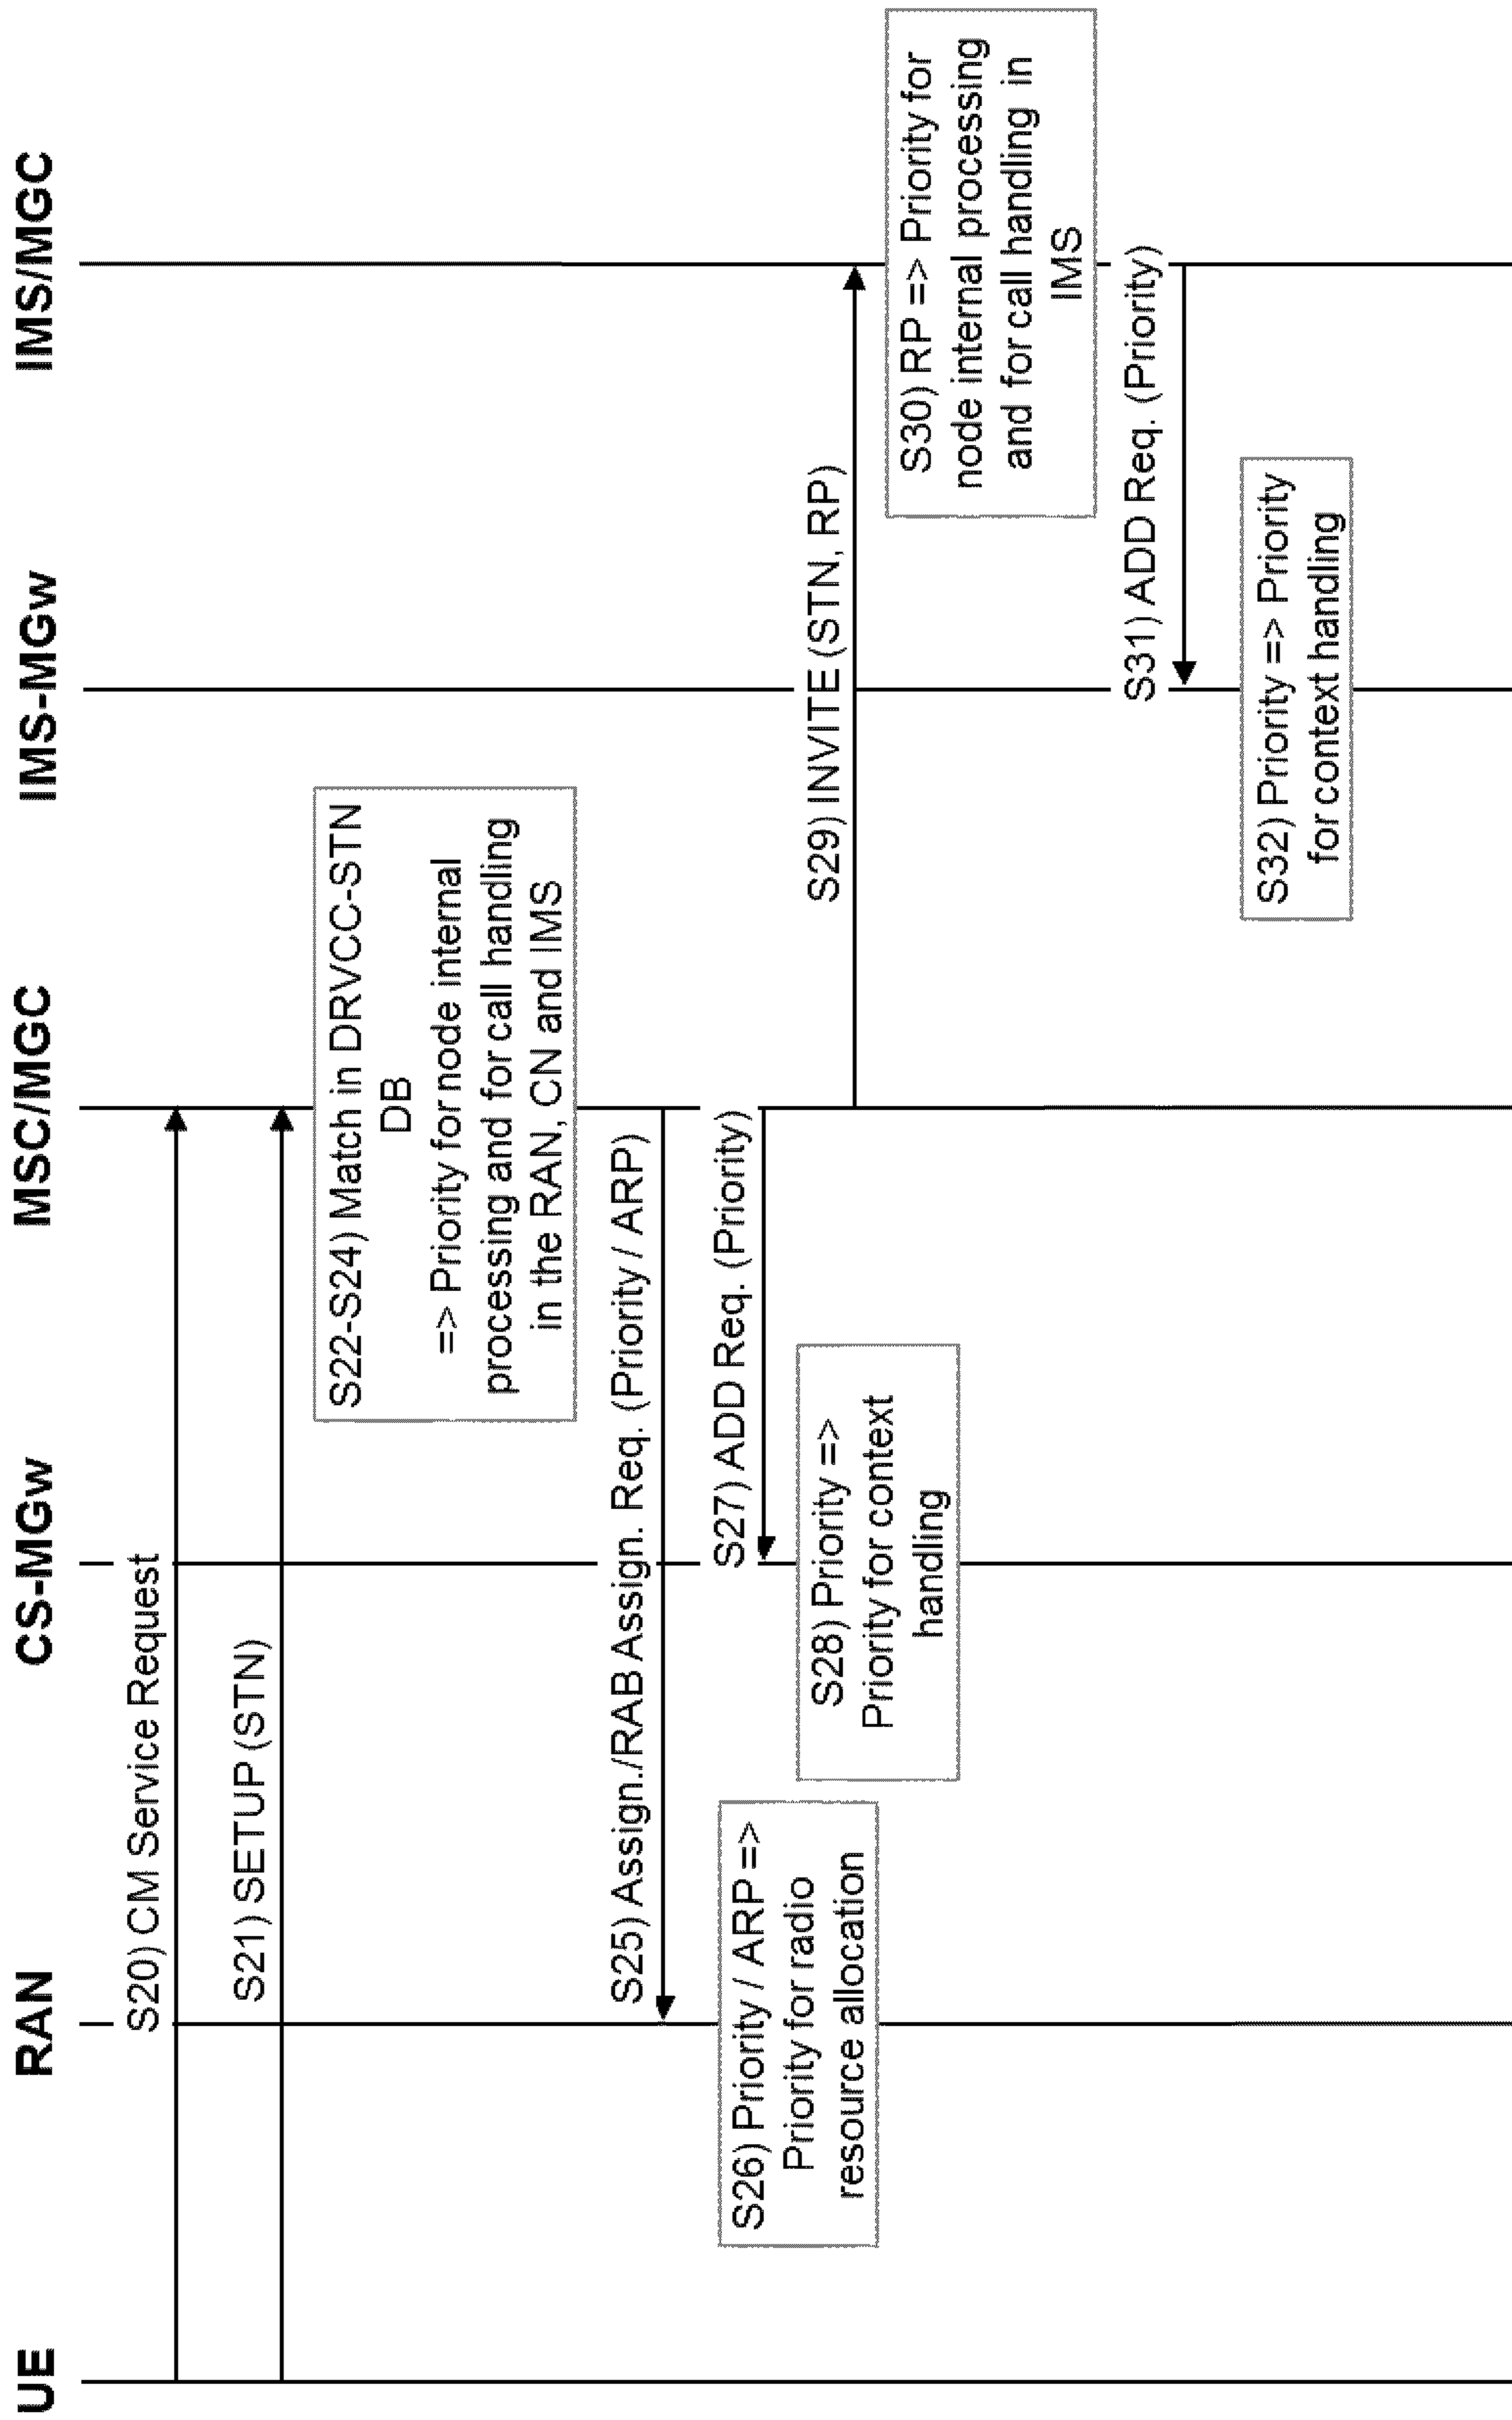 UE
RAN
CS-MGw
MSC/MGC
IMS-MGw
IMS/MGC
S20) CM Service Request
S21) SETUP (STN)
S22-S24) Match in DRVCC-STN
DB
=> Priority for node internal
processing and for call handling
in the RAN, CN and IMS
S25) Assign./RAB Assign. Req. (Priority / ARP)
S26) Priority / ARP =>
Priority for radio
resource allocation
S27) ADD Req. (Priority)
S28) Priority =>
Priority for context
handling
S29) INVITE (STN, RP)
S30) RP => Priority for
node internal processing
and for call handling in
IMS
S31) ADD Req. (Priority)
S32) Priority => Priority
for context handling